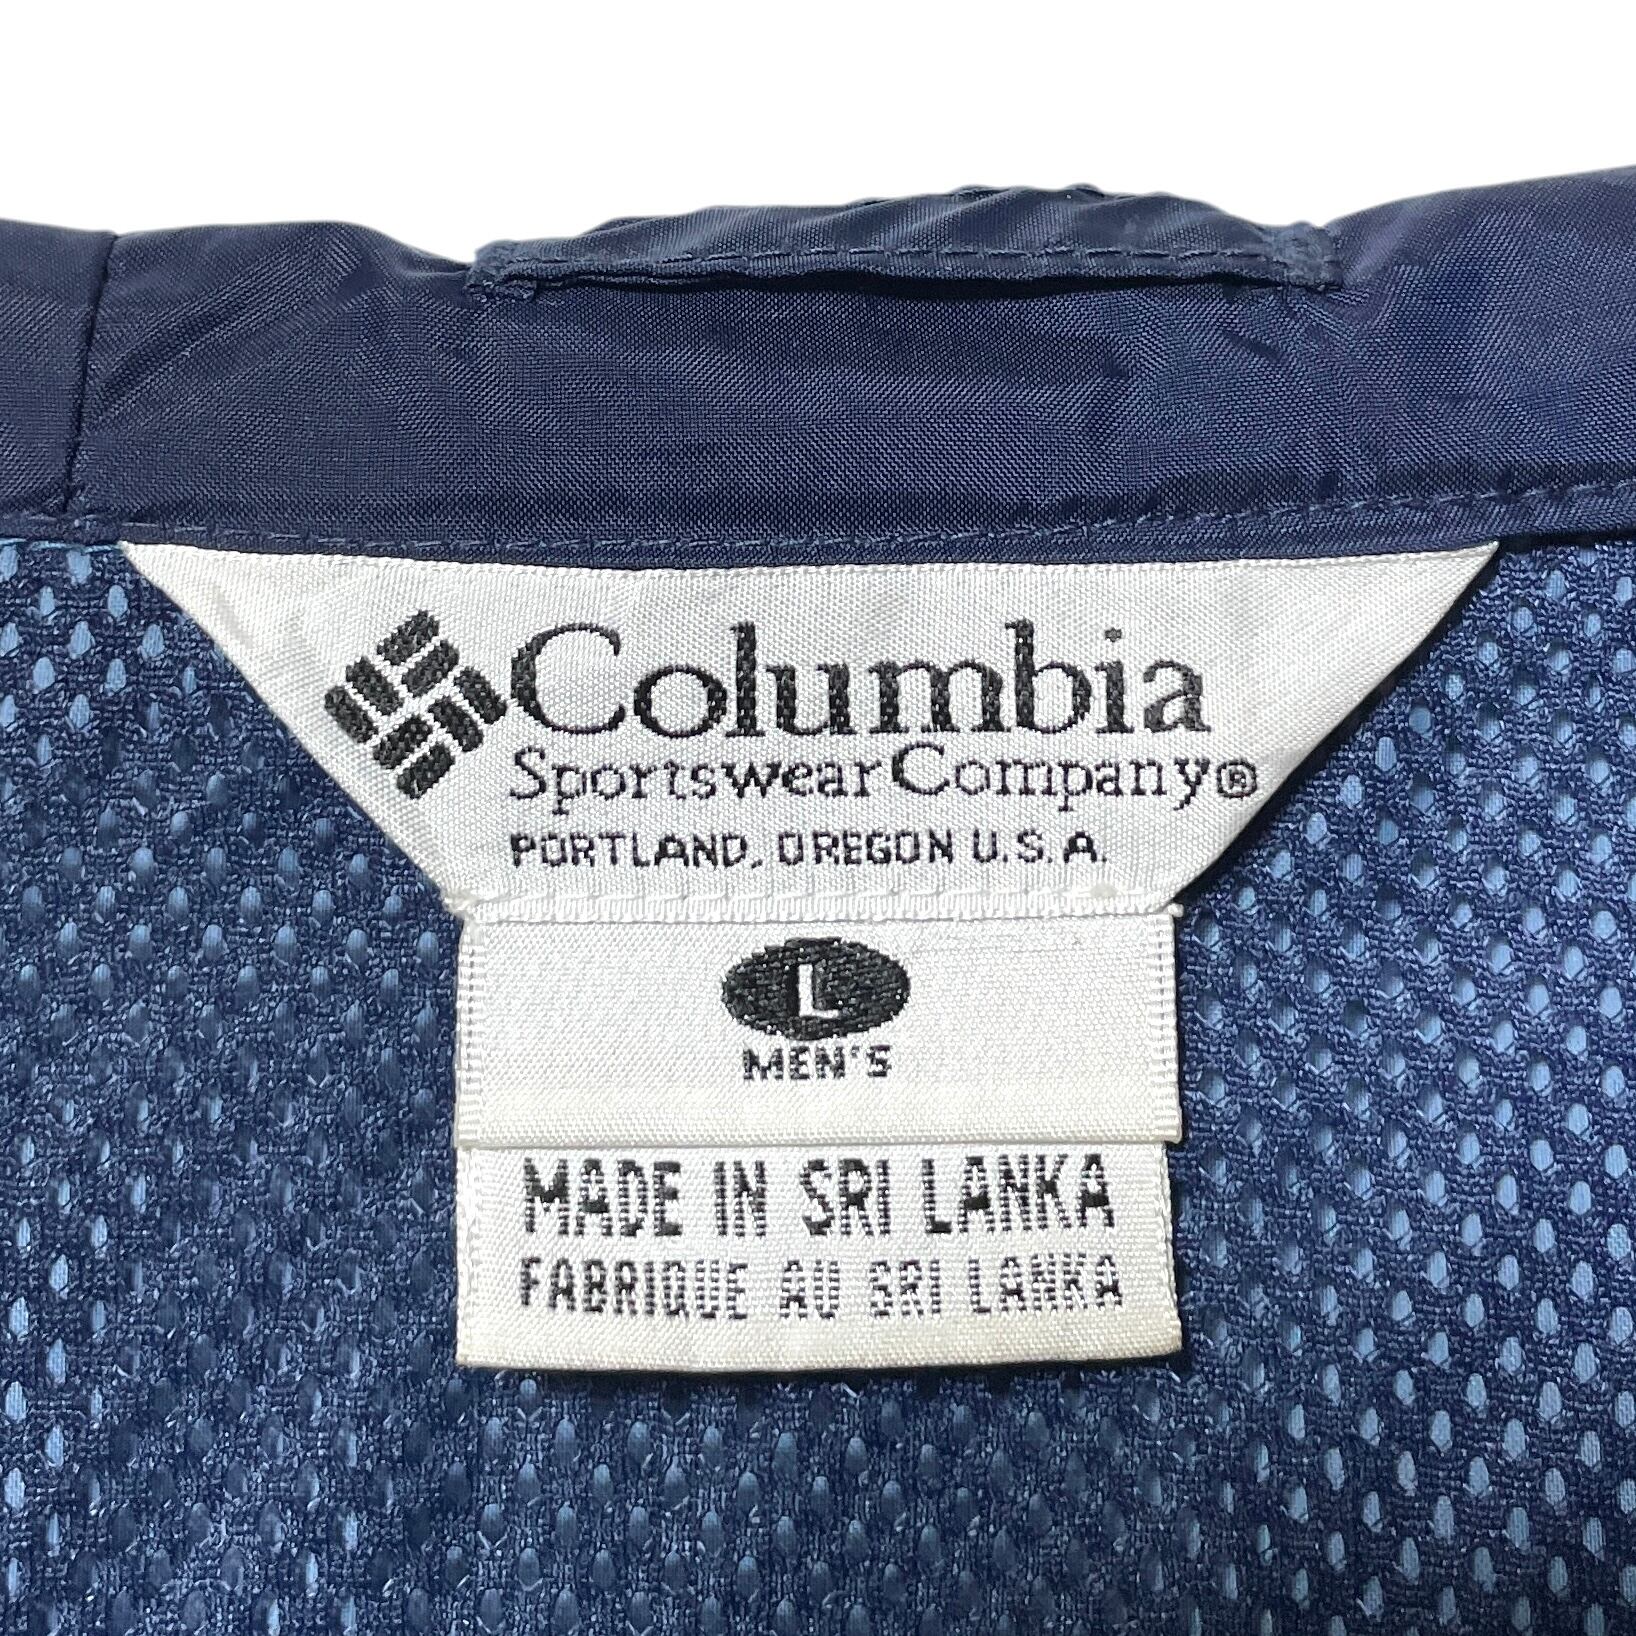 Columbia
Sportswear Company®
PORTLAND, OREGON U.S.A.
L
MEN'S
MADE IN SRI LANKA
FABRIQUE AU SRI LANKA